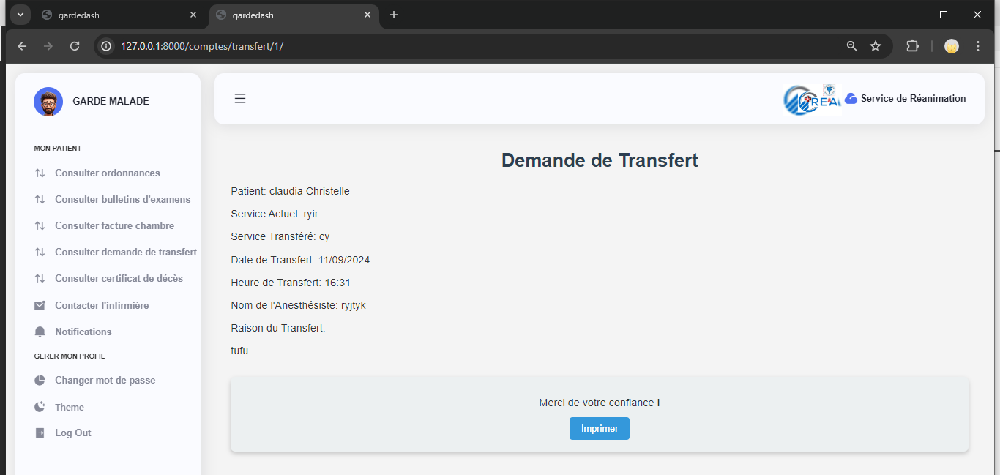 gardedash
gardedash
127.0.0.1:8000/comptes/transfert/1/
GARDE MALADE
REA
Service de Réanimation
MON PATIENT
Consulter ordonnances
Consulter bulletins d'examens
Consulter facture chambre
Consulter demande de transfert
Consulter certificat de décès
Contacter l'infirmière
Notifications
GERER MON PROFIL
Changer mot de passe
Theme
Log Out
Demande de Transfert
Patient: claudia Christelle
Service Actuel: ryir
Service Transféré: cy
Date de Transfert: 11/09/2024
Heure de Transfert: 16:31
Nom de l'Anesthésiste: ryjtyk
Raison du Transfert:
tufu
Merci de votre confiance !
Imprimer